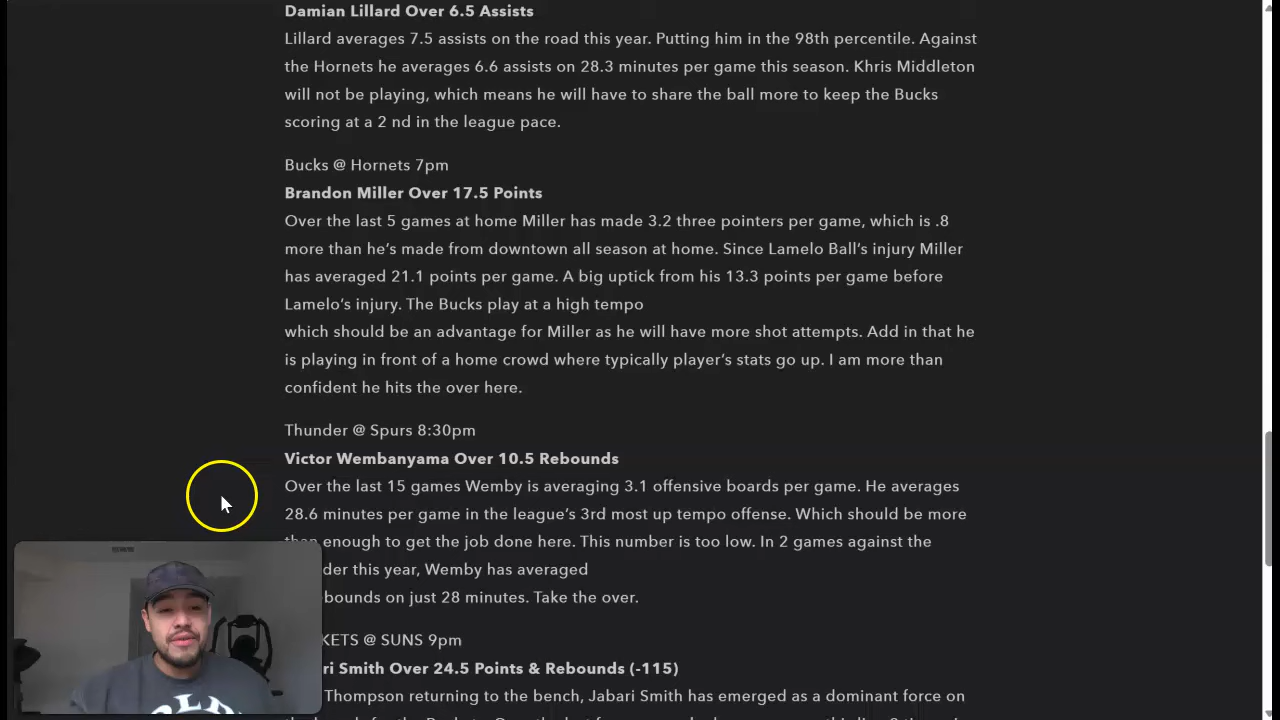 Damian Lillard Over 6.5 Assists
Lillard averages 7.5 assists on the road this year. Putting him in the 98th percentile. Against
the Hornets he averages 6.6 assists on 28.3 minutes per game this season. Khris Middleton
will not be playing, which means he will have to share the ball more to keep the Bucks
scoring at a 2 nd in the league pace.
Bucks @ Hornets 7pm
Brandon Miller Over 17.5 Points
Over the last 5 games at home Miller has made 3.2 three pointers per game, which is .8
more than he’s made from downtown all season at home. Since Lamelo Ball’s injury Miller
has averaged 21.1 points per game. A big uptick from his 13.3 points per game before
Lamelo’s injury. The Bucks play at a high tempo
which should be an advantage for Miller as he will have more shot attempts. Add in that he
is playing in front of a home crowd where typically player’s stats go up. I am more than
confident he hits the over here.
Thunder @ Spurs 8:30pm
Victor Wembanyama Over 10.5 Rebounds
Over the last 15 games Wemby is averaging 3.1 offensive boards per game. He averages
28.6 minutes per game in the league’s 3rd most up tempo offense. Which should be more
than enough to get the job done here. This number is too low. In 2 games against the
der this year, Wemby has averaged
bounds on just 28 minutes. Take the over.
KETS @ SUNS 9pm
ri Smith Over 24.5 Points & Rebounds (-115)
Thompson returning to the bench, Jabari Smith has emerged as a dominant force on